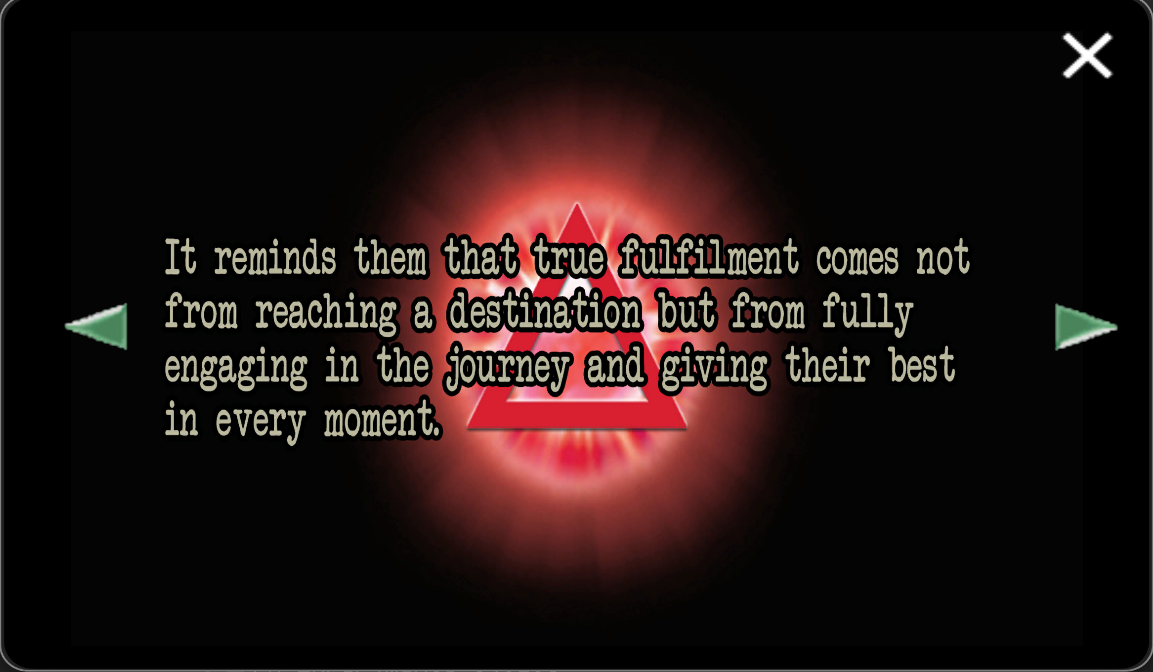 It reminds them that true fulfilment comes not
from reaching a destination but from fully
engaging in the journey and giving their best
in every moment.